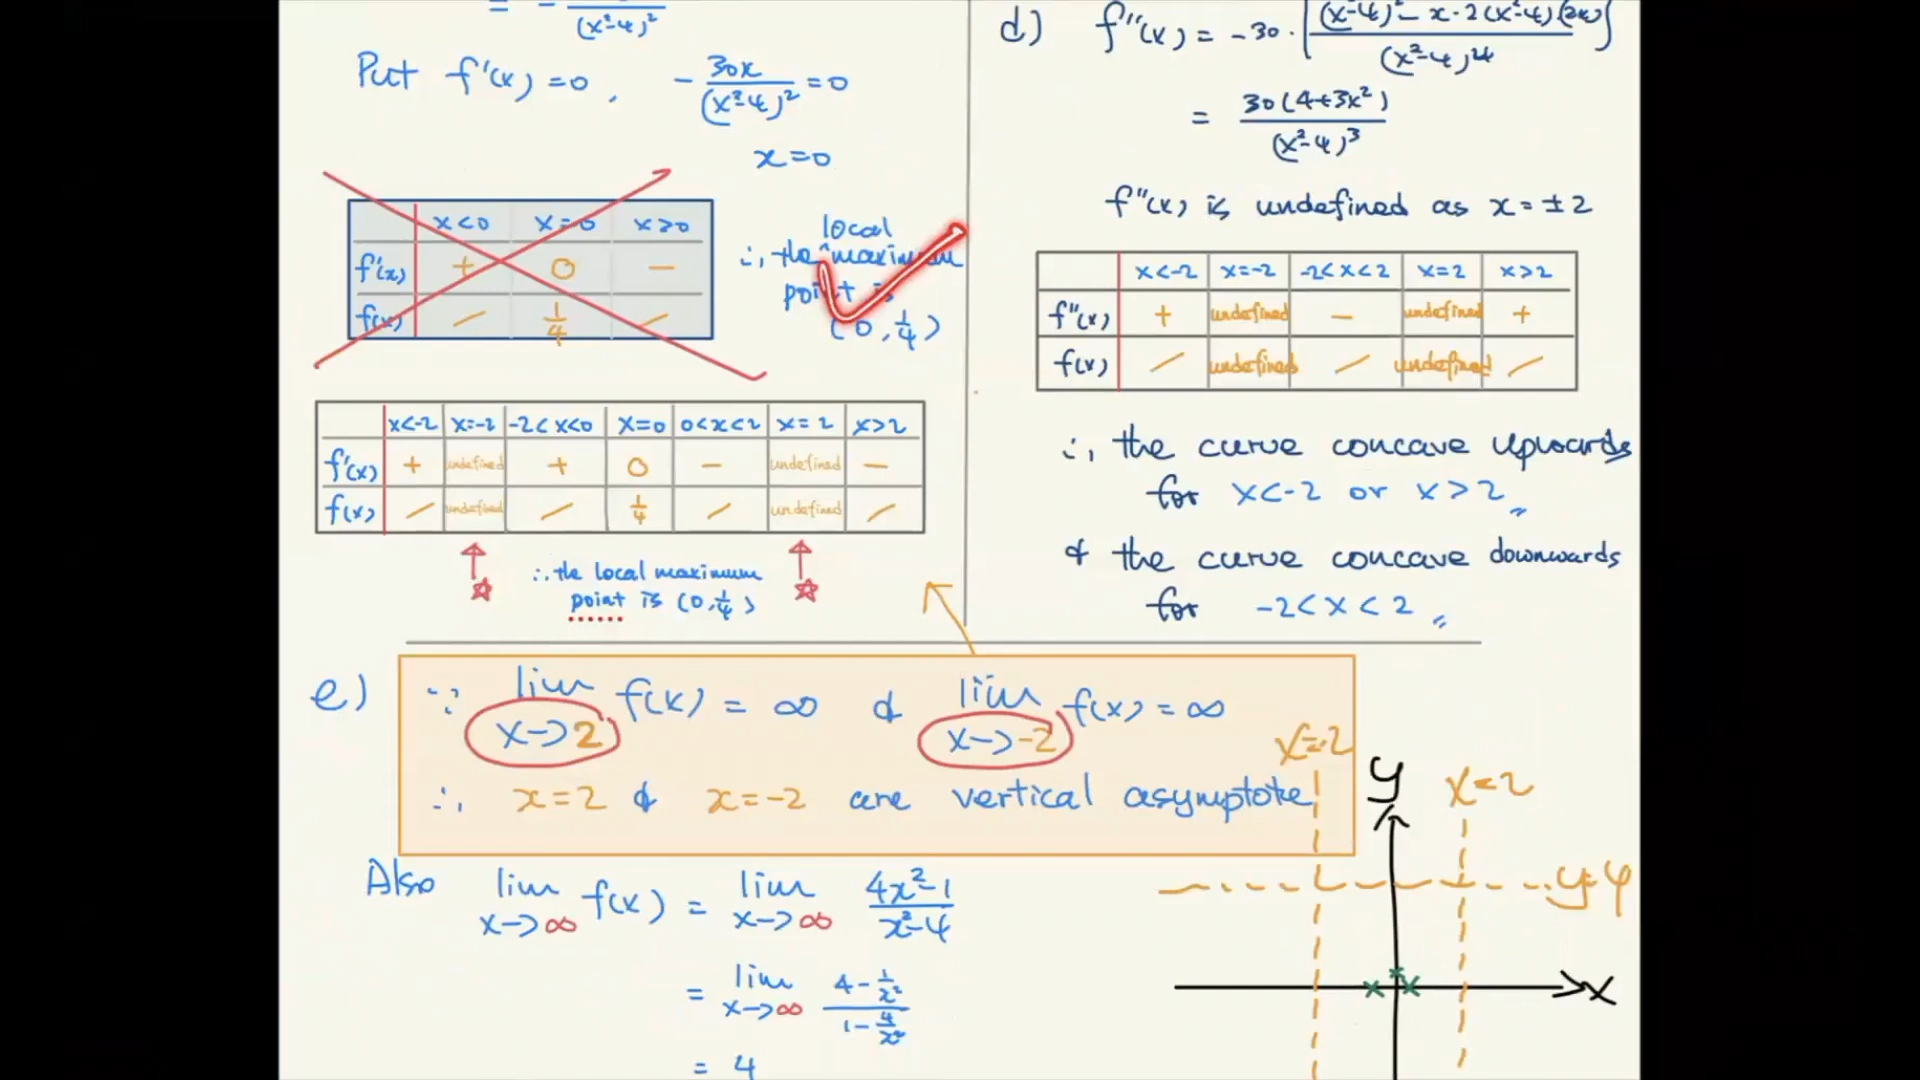 = - (x²-4)²
Put f'(x) = 0, - 30x / (x²-4)² = 0
x = 0
x<0 x=0 x>0
f'(x) + 0 -
f(x) 1/4
local
∴ the ^ maximum
point is
(0, 1/4)
x<-2 x=-2 -2<x<0 x=0 0<x<2 x=2 x>2
f'(x) + undefined + 0 - undefined -
f(x) undefined 1/4 undefined
∴ the local maximum
point is (0, 1/4)
d) f''(x) = -30 · [ (x²-4)² - x·2(x²-4)(2x) / (x²-4)⁴ ]
= 30(4+3x²) / (x²-4)³
f''(x) is undefined as x = ±2
x<-2 x=-2 -2<x<2 x=2 x>2
f''(x) + undefined - undefined +
f(x) undefined undefined
∴ the curve concave upwards
for x<-2 or x>2
& the curve concave downwards
for -2<x<2
e) ∵ lim x→2 f(x) = ∞ & lim x→-2 f(x) = ∞
∴ x=2 & x=-2 are vertical asymptote
Also lim x→∞ f(x) = lim x→∞ 4x²-1 / x²-4
= lim x→∞ 4 - 1/x² / 1 - 4/x²
= 4
x=-2
y
x=2
y=4
x